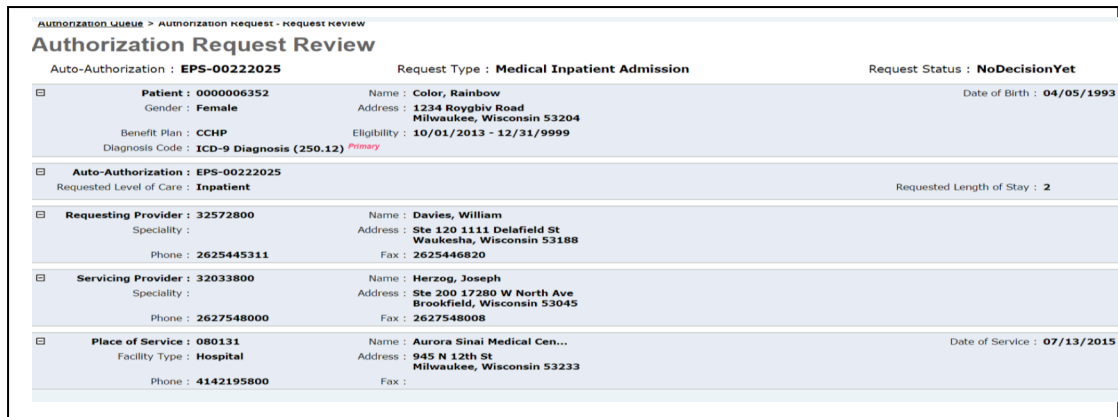 Authorization Queue > Authorization Request - Request Review
Authorization Request Review
Auto-Authorization : EPS-00222025 Request Type : Medical Inpatient Admission Request Status : NoDecisionYet
Patient : 0000006352 Name : Color, Rainbow Date of Birth : 04/05/1993
Gender : Female Address : 1234 Roygbiv Road
Milwaukee, Wisconsin 53204
Benefit Plan : CCHP Eligibility : 10/01/2013 - 12/31/9999
Diagnosis Code : ICD-9 Diagnosis (250.12) Primary
Auto-Authorization : EPS-00222025
Requested Level of Care : Inpatient Requested Length of Stay : 2
Requesting Provider : 32572800 Name : Davies, William
Speciality : Address : Ste 120 1111 Delafield St
Waukesha, Wisconsin 53188
Phone : 2625445311 Fax : 2625446820
Servicing Provider : 32033800 Name : Herzog, Joseph
Speciality : Address : Ste 200 17280 W North Ave
Brookfield, Wisconsin 53045
Phone : 2627548000 Fax : 2627548008
Place of Service : 080131 Name : Aurora Sinai Medical Cen... Date of Service : 07/13/2015
Facility Type : Hospital Address : 945 N 12th St
Milwaukee, Wisconsin 53233
Phone : 4142195800 Fax :